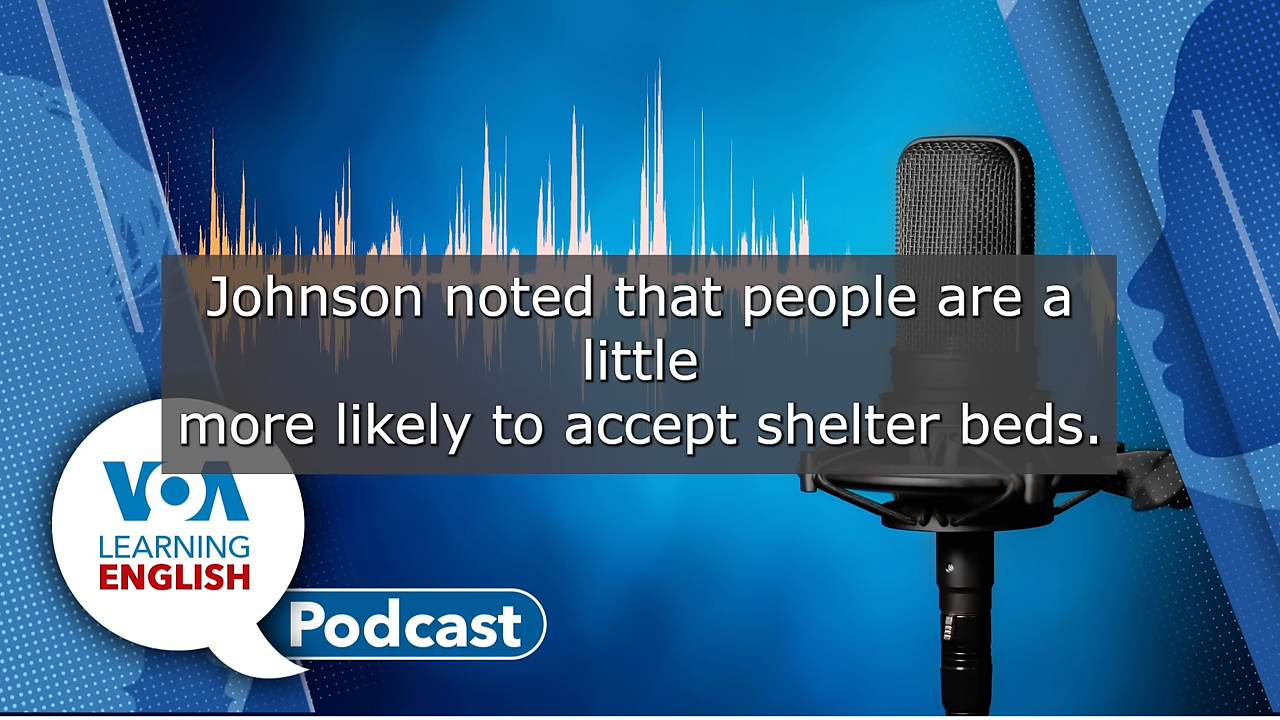 Johnson noted that people are a
little
more likely to accept shelter beds.
VOA
LEARNING
ENGLISH
Podcast